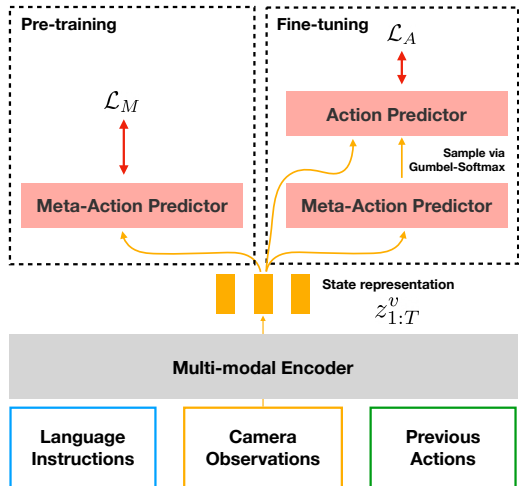 Pre-training
Fine-tuning
ℒ_M
ℒ_A
Action Predictor
Sample via
Gumbel-Softmax
Meta-Action Predictor
Meta-Action Predictor
State representation
z^v_{1:T}
Multi-modal Encoder
Language
Instructions
Camera
Observations
Previous
Actions